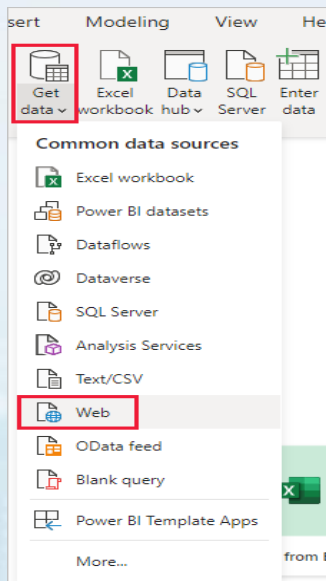 sert Modeling View He
Get data Excel workbook Data hub SQL Server Enter data
Common data sources
Excel workbook
Power BI datasets
Dataflows
Dataverse
SQL Server
Analysis Services
Text/CSV
Web
OData feed
Blank query
Power BI Template Apps
More...
from E